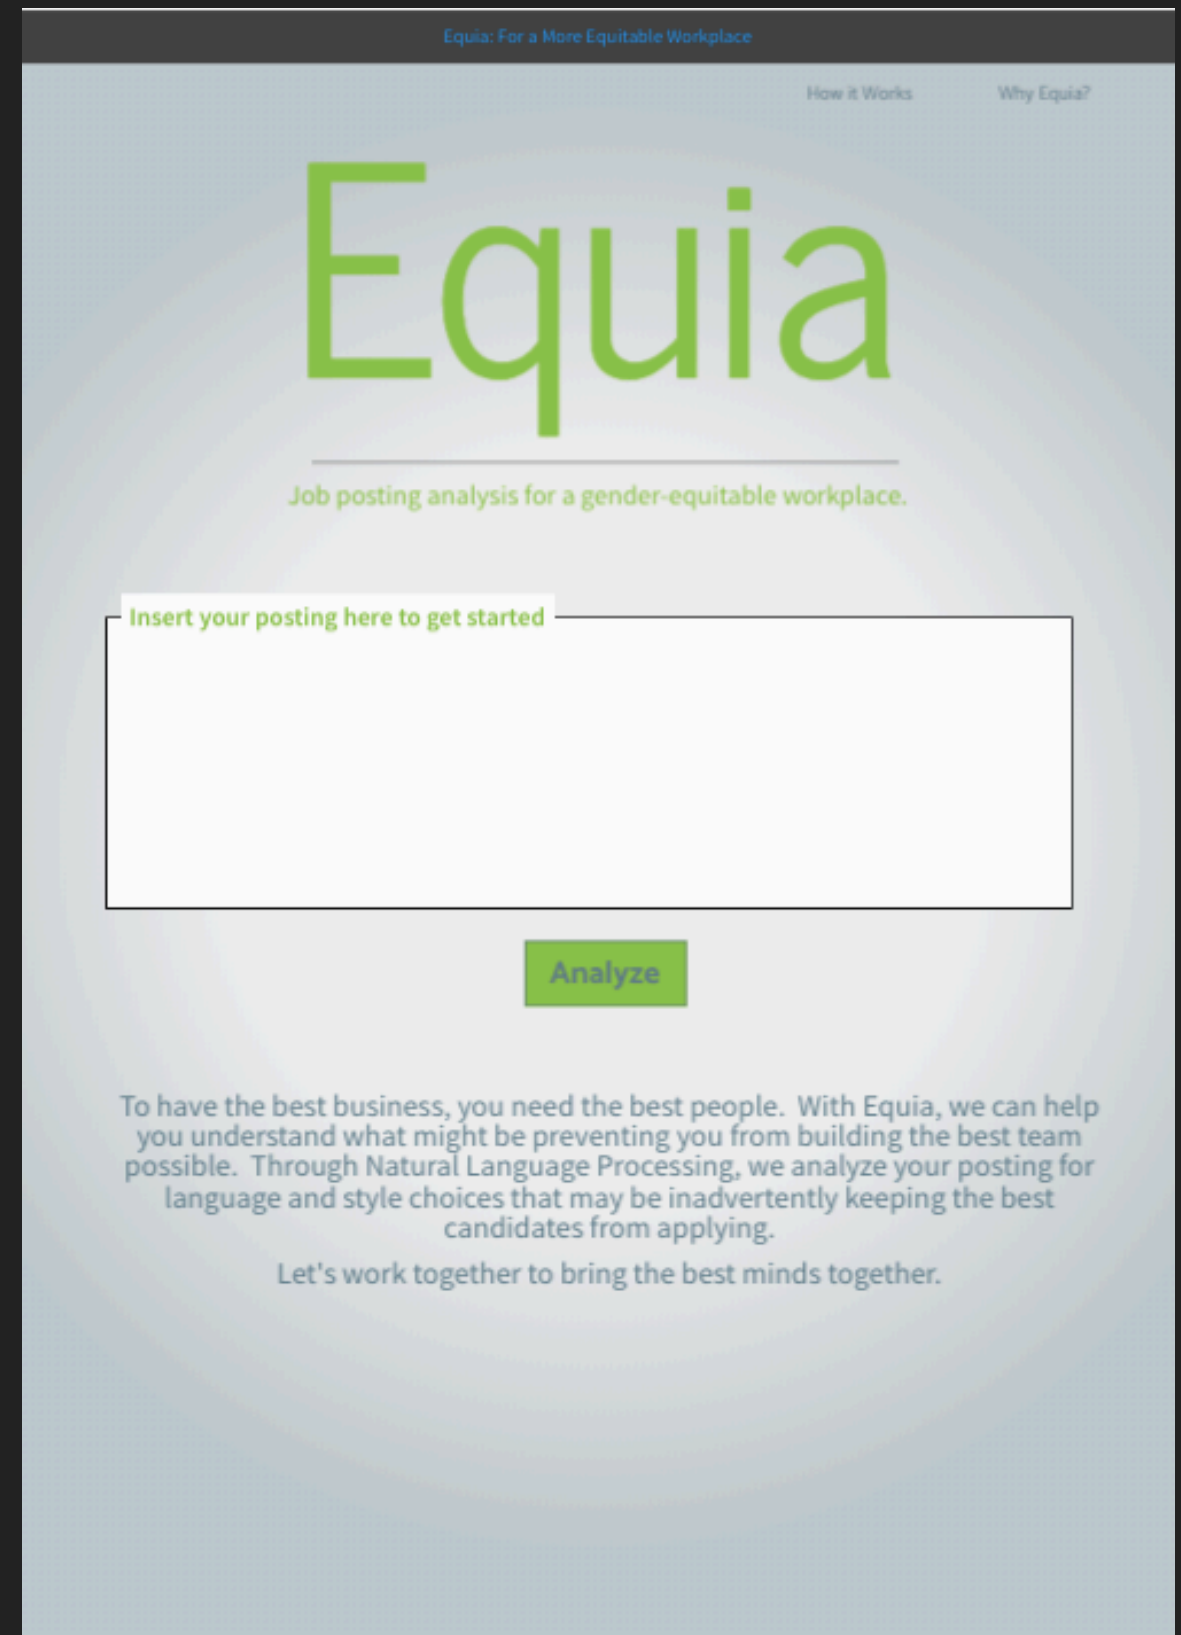 Equia: For a More Equitable Workplace
How it Works Why Equia?
Equia
Job posting analysis for a gender-equitable workplace.
Insert your posting here to get started
Analyze
To have the best business, you need the best people.  With Equia, we can help
you understand what might be preventing you from building the best team
possible.  Through Natural Language Processing, we analyze your posting for
language and style choices that may be inadvertently keeping the best
candidates from applying.
Let's work together to bring the best minds together.